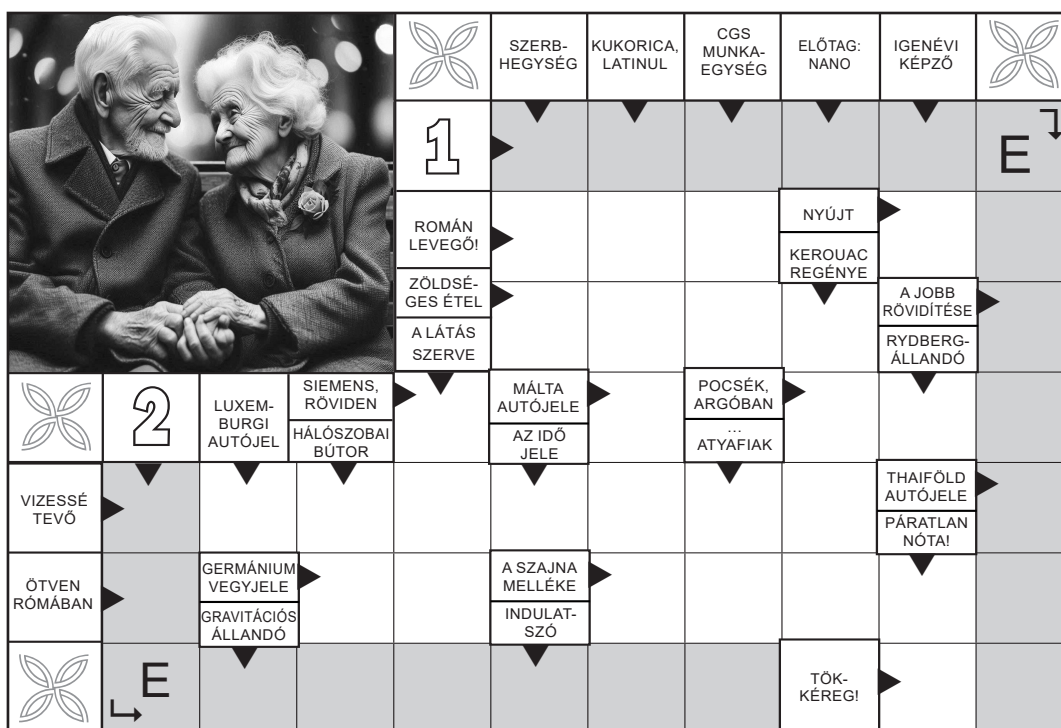 SZERB-
HEGYSÉG
KUKORICA,
LATINUL
CGS
MUNKA-
EGYSÉG
ELŐTAG:
NANO
IGENÉVI
KÉPZŐ
1
E
ROMÁN
LEVEGŐ!
NYÚJT
KEROUAC
REGÉNYE
ZÖLDSÉ-
GES ÉTEL
A LÁTÁS
SZERVE
A JOBB
RÖVIDÍTÉSE
RYDBERG-
ÁLLANDÓ
2
LUXEM-
BURGI
AUTÓJEL
SIEMENS,
RÖVIDEN
HÁLÓSZOBAI
BÚTOR
MÁLTA
AUTÓJELE
AZ IDŐ
JELE
POCSÉK,
ARGÓBAN
...
ATYAFIAK
VIZESSÉ
TEVŐ
THAIFÖLD
AUTÓJELE
PÁRATLAN
NÓTA!
ÖTVEN
RÓMÁBAN
GERMÁNIUM
VEGYJELE
GRAVITÁCIÓS
ÁLLANDÓ
A SZAJNA
MELLÉKE
INDULAT-
SZÓ
E
TÖK-
KÉREG!